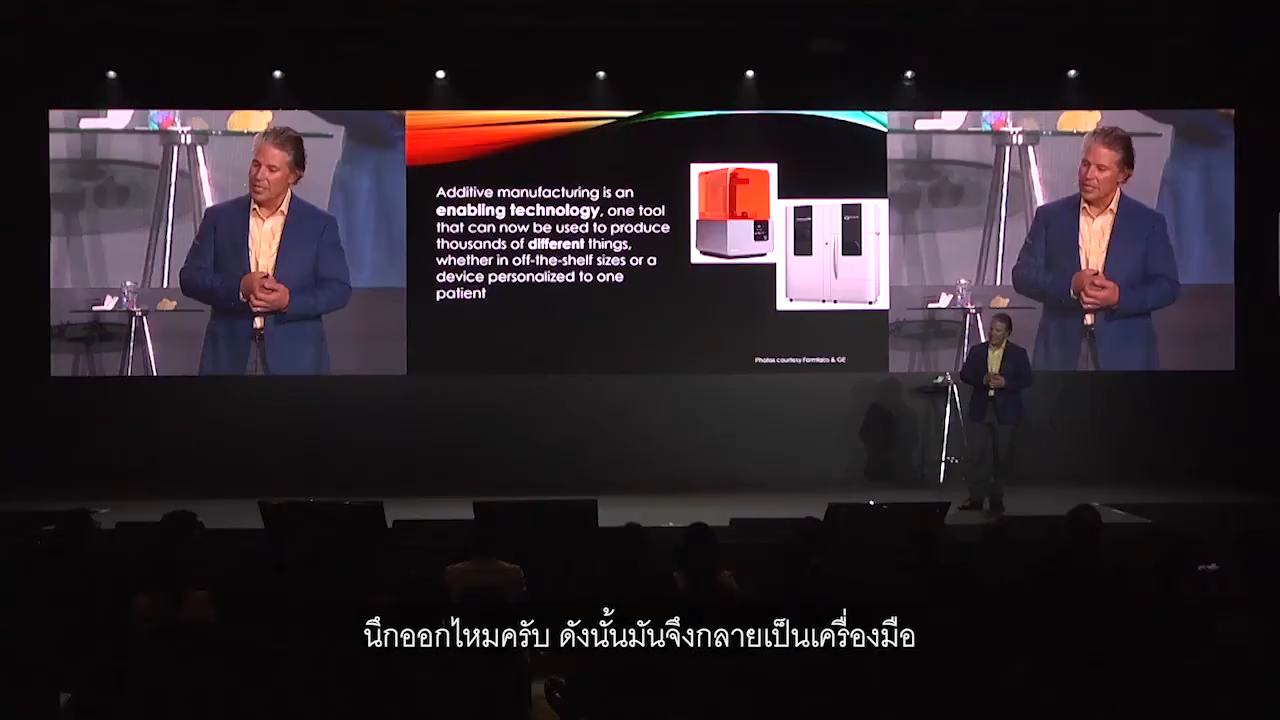 Additive manufacturing is an
enabling technology, one tool
that can now be used to produce
thousands of different things,
whether in off-the-shelf sizes or a
device personalized to one
patient
Photos courtesy Formlabs & GE
นึกออกไหมครับ ดังนั้นมันจึงกลายเป็นเครื่องมือ